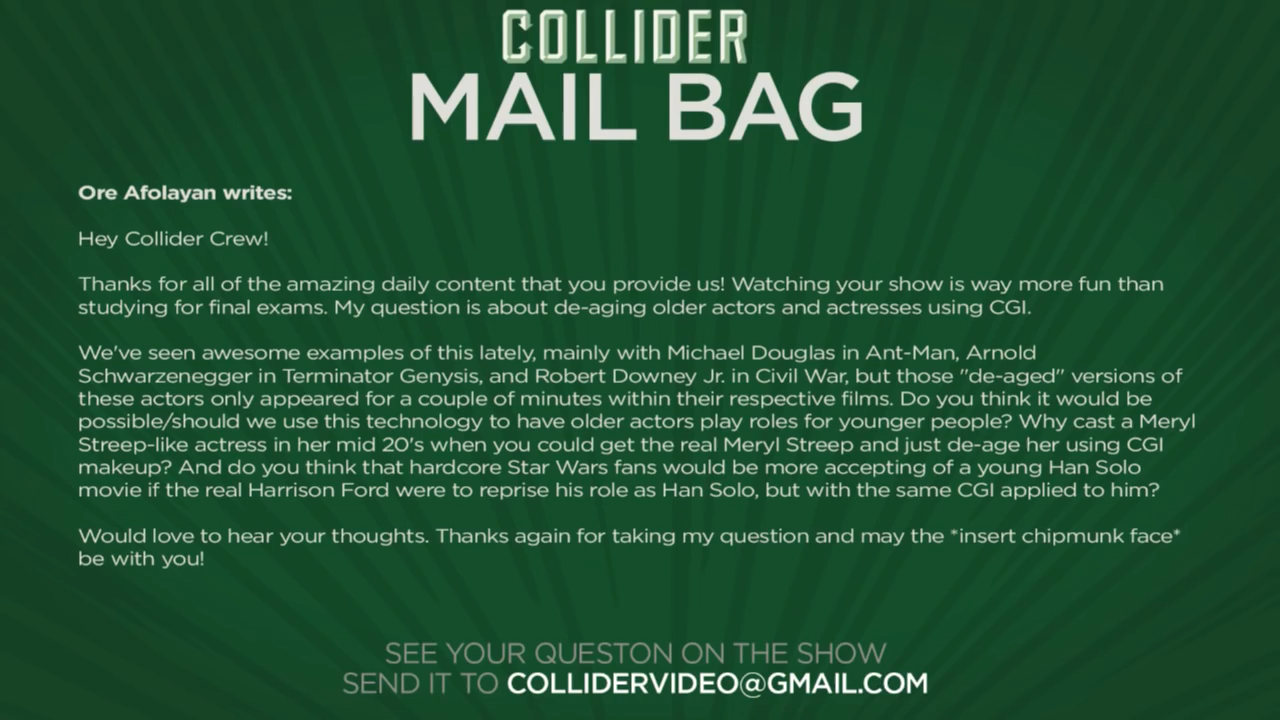 COLLIDER
MAIL BAG
Ore Afolayan writes:
Hey Collider Crew!
Thanks for all of the amazing daily content that you provide us! Watching your show is way more fun than
studying for final exams. My question is about de-aging older actors and actresses using CGI.
We've seen awesome examples of this lately, mainly with Michael Douglas in Ant-Man, Arnold
Schwarzenegger in Terminator Genysis, and Robert Downey Jr. in Civil War, but those "de-aged" versions of
these actors only appeared for a couple of minutes within their respective films. Do you think it would be
possible/should we use this technology to have older actors play roles for younger people? Why cast a Meryl
Streep-like actress in her mid 20's when you could get the real Meryl Streep and just de-age her using CGI
makeup? And do you think that hardcore Star Wars fans would be more accepting of a young Han Solo
movie if the real Harrison Ford were to reprise his role as Han Solo, but with the same CGI applied to him?
Would love to hear your thoughts. Thanks again for taking my question and may the *insert chipmunk face*
be with you!
SEE YOUR QUESTON ON THE SHOW
SEND IT TO COLLIDERVIDEO@GMAIL.COM